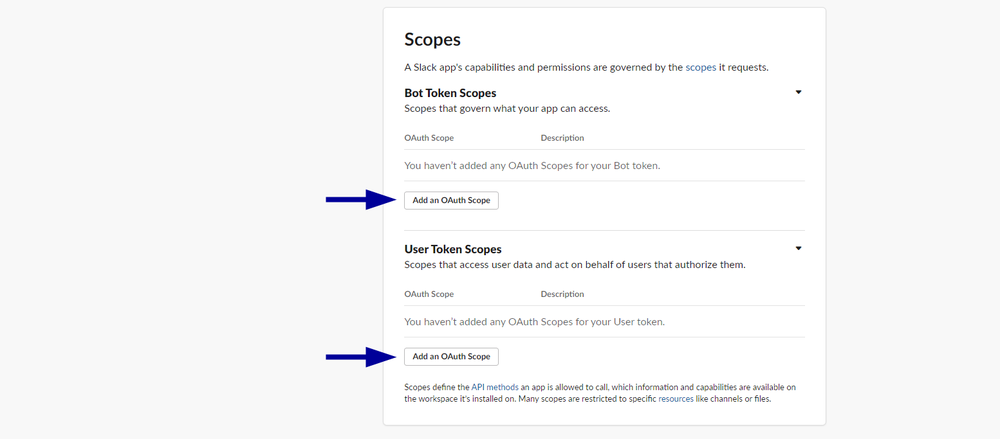 Scopes
A Slack app's capabilities and permissions are governed by the scopes it requests.
Bot Token Scopes
Scopes that govern what your app can access.
OAuth Scope Description
You haven't added any OAuth Scopes for your Bot token.
Add an OAuth Scope
User Token Scopes
Scopes that access user data and act on behalf of users that authorize them.
OAuth Scope Description
You haven't added any OAuth Scopes for your User token.
Add an OAuth Scope
Scopes define the API methods an app is allowed to call, which information and capabilities are available on
the workspace it's installed on. Many scopes are restricted to specific resources like channels or files.